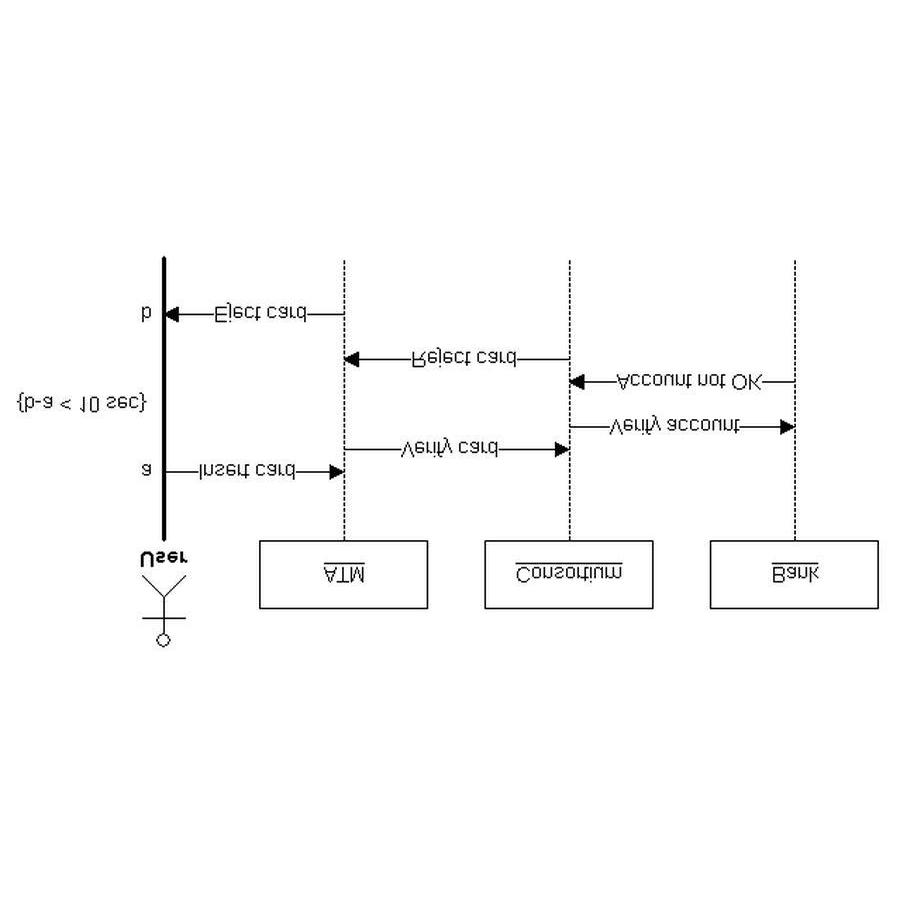 User
ATM
Consortium
Bank
a
Insert card
Verify card
Verify account
{b-a < 10 sec}
Account not OK
Reject card
b
Eject card